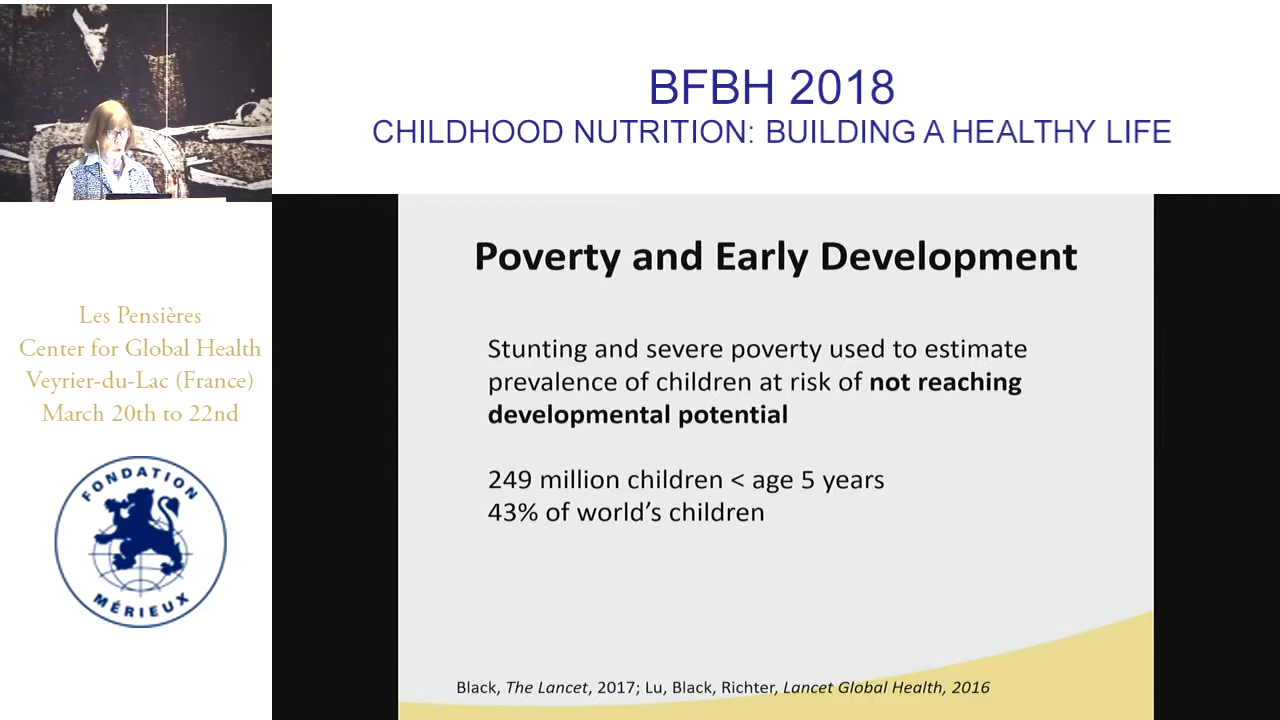 BFBH 2018
CHILDHOOD NUTRITION: BUILDING A HEALTHY LIFE
Les Pensières
Center for Global Health
Veyrier-du-Lac (France)
March 20th to 22nd
FONDATION
MÉRIEUX
Poverty and Early Development
Stunting and severe poverty used to estimate
prevalence of children at risk of not reaching
developmental potential
249 million children < age 5 years
43% of world’s children
Black, The Lancet, 2017; Lu, Black, Richter, Lancet Global Health, 2016